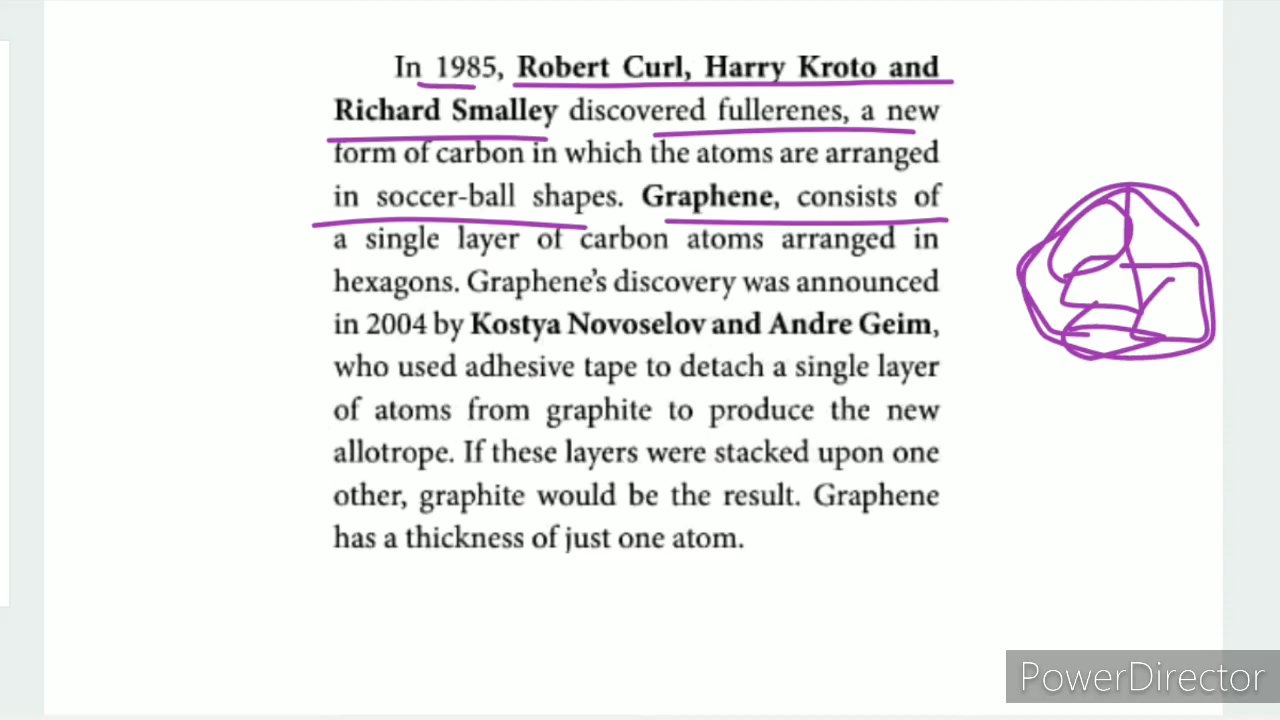 In 1985, Robert Curl, Harry Kroto and
Richard Smalley discovered fullerenes, a new
form of carbon in which the atoms are arranged
in soccer-ball shapes. Graphene, consists of
a single layer of carbon atoms arranged in
hexagons. Graphene’s discovery was announced
in 2004 by Kostya Novoselov and Andre Geim,
who used adhesive tape to detach a single layer
of atoms from graphite to produce the new
allotrope. If these layers were stacked upon one
other, graphite would be the result. Graphene
has a thickness of just one atom.
PowerDirector